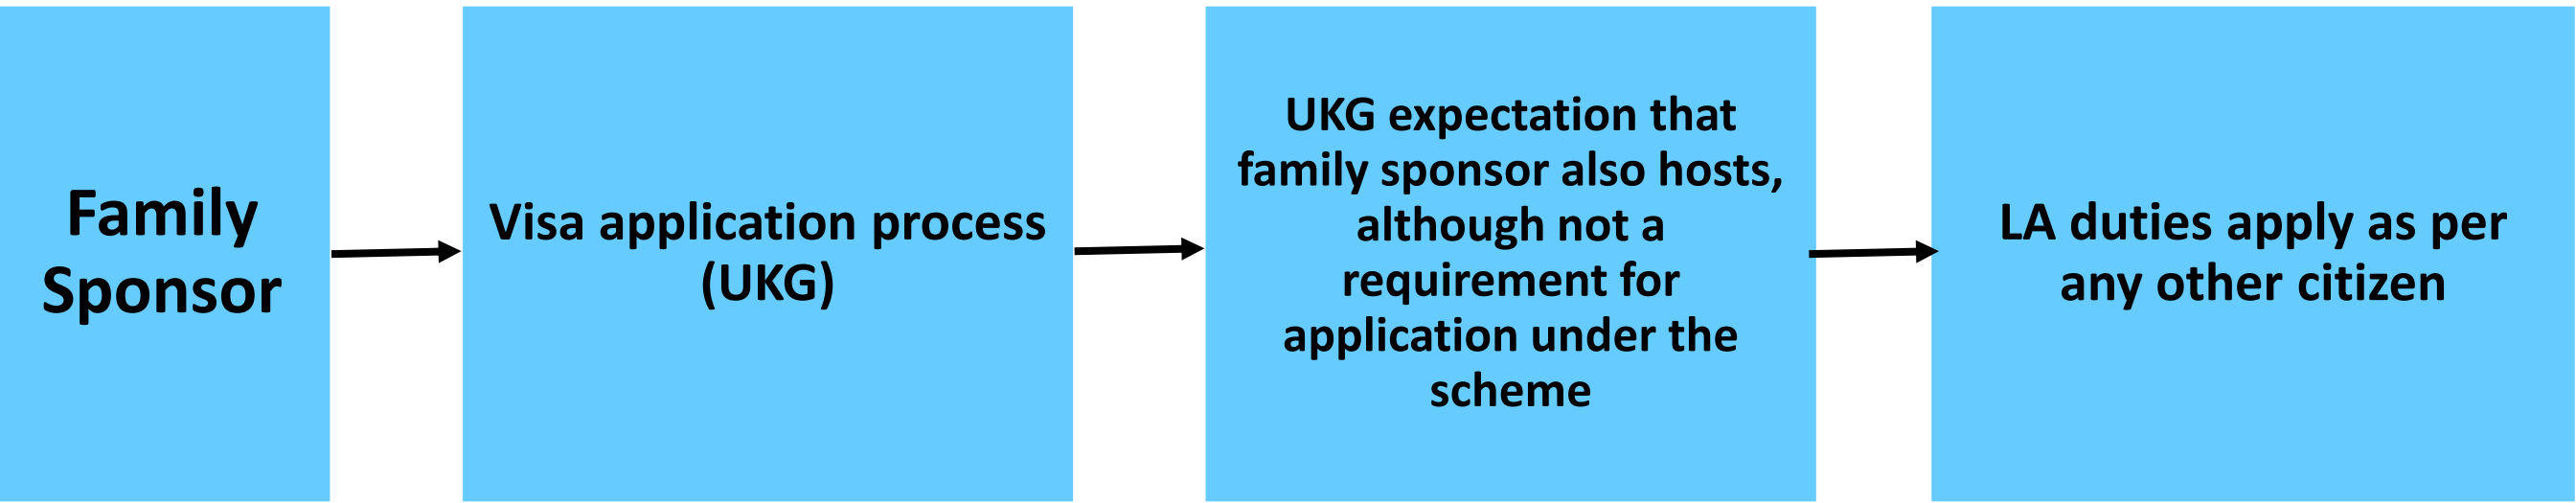 Family
Sponsor
Visa application process
(UKG)
UKG expectation that
family sponsor also hosts,
although not a
requirement for
application under the
scheme
LA duties apply as per
any other citizen